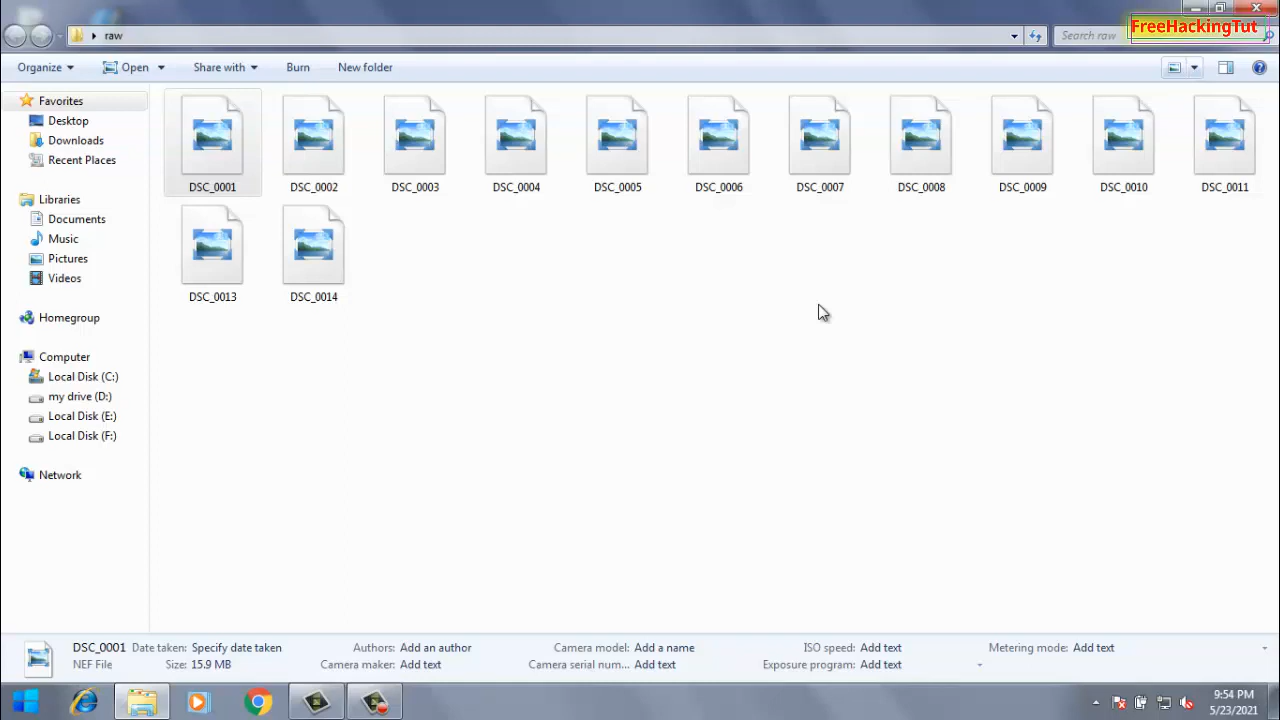 FreeHackingTut
raw
Search raw
Organize
Open
Share with
Burn
New folder
Favorites
Desktop
Downloads
Recent Places
Libraries
Documents
Music
Pictures
Videos
Homegroup
Computer
Local Disk (C:)
my drive (D:)
Local Disk (E:)
Local Disk (F:)
Network
DSC_0001 DSC_0002 DSC_0003 DSC_0004 DSC_0005 DSC_0006 DSC_0007 DSC_0008 DSC_0009 DSC_0010 DSC_0011
DSC_0013 DSC_0014
DSC_0001 Date taken: Specify date taken Authors: Add an author Camera model: Add a name ISO speed: Add text Metering mode: Add text
NEF File Size: 15.9 MB Camera maker: Add text Camera serial num... Add text Exposure program: Add text
9:54 PM
5/23/2021